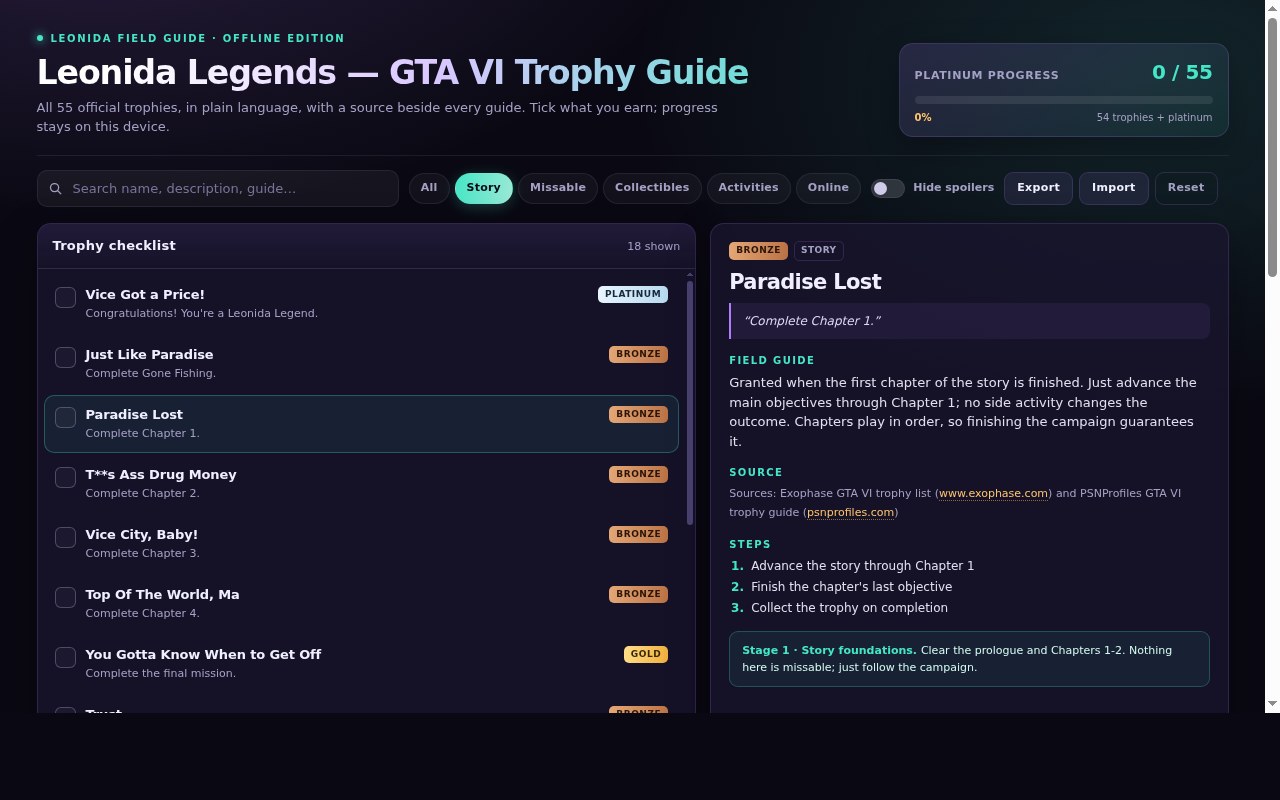 LEONIDA FIELD GUIDE · OFFLINE EDITION
Leonida Legends — GTA VI Trophy Guide
All 55 official trophies, in plain language, with a source beside every guide. Tick what you earn; progress
stays on this device.
PLATINUM PROGRESS
0 / 55
0%
54 trophies + platinum
Search name, description, guide…
All
Story
Missable
Collectibles
Activities
Online
Hide spoilers
Export
Import
Reset
Trophy checklist
18 shown
Vice Got a Price!
PLATINUM
Congratulations! You're a Leonida Legend.
Just Like Paradise
BRONZE
Complete Gone Fishing.
Paradise Lost
BRONZE
Complete Chapter 1.
T**s Ass Drug Money
BRONZE
Complete Chapter 2.
Vice City, Baby!
BRONZE
Complete Chapter 3.
Top Of The World, Ma
BRONZE
Complete Chapter 4.
You Gotta Know When to Get Off
GOLD
Complete the final mission.
Trust
BRONZE
BRONZE
STORY
Paradise Lost
“Complete Chapter 1.”
FIELD GUIDE
Granted when the first chapter of the story is finished. Just advance the
main objectives through Chapter 1; no side activity changes the
outcome. Chapters play in order, so finishing the campaign guarantees
it.
SOURCE
Sources: Exophase GTA VI trophy list (www.exophase.com) and PSNProfiles GTA VI
trophy guide (psnprofiles.com)
STEPS
1. Advance the story through Chapter 1
2. Finish the chapter's last objective
3. Collect the trophy on completion
Stage 1 · Story foundations. Clear the prologue and Chapters 1-2. Nothing
here is missable; just follow the campaign.